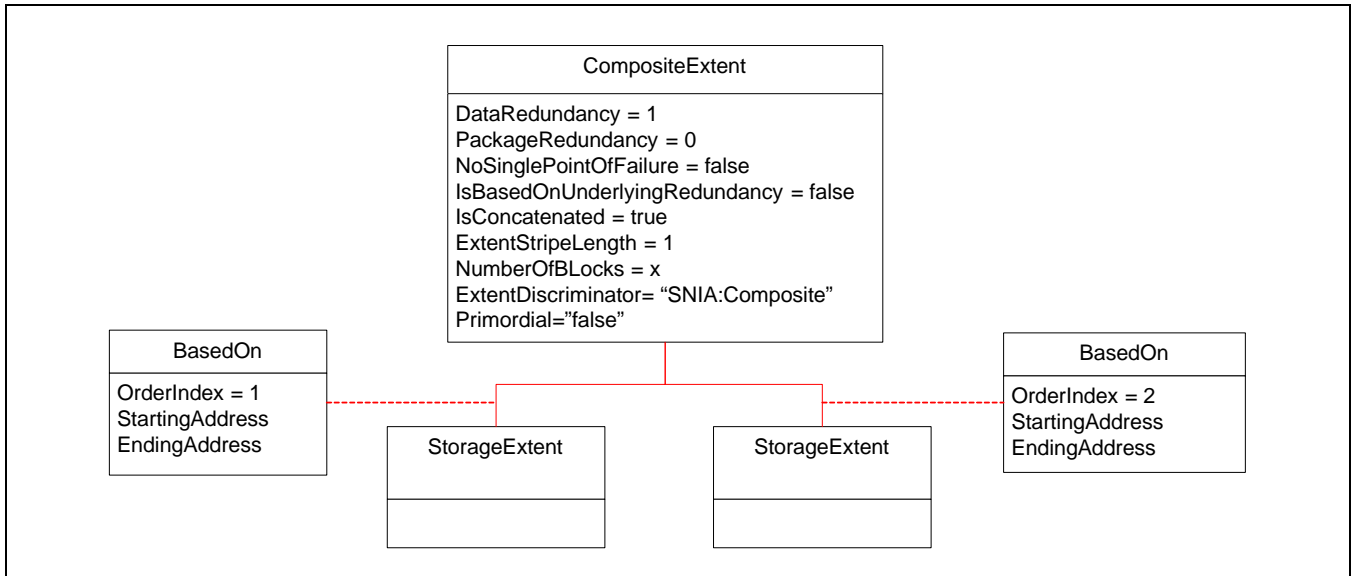 CompositeExtent
DataRedundancy = 1
PackageRedundancy = 0
NoSinglePointOfFailure = false
IsBasedOnUnderlyingRedundancy = false
IsConcatenated = true
ExtentStripeLength = 1
NumberOfBLocks = x
ExtentDiscriminator= “SNIA:Composite”
Primordial=”false”
BasedOn
OrderIndex = 1
StartingAddress
EndingAddress
BasedOn
OrderIndex = 2
StartingAddress
EndingAddress
StorageExtent
StorageExtent